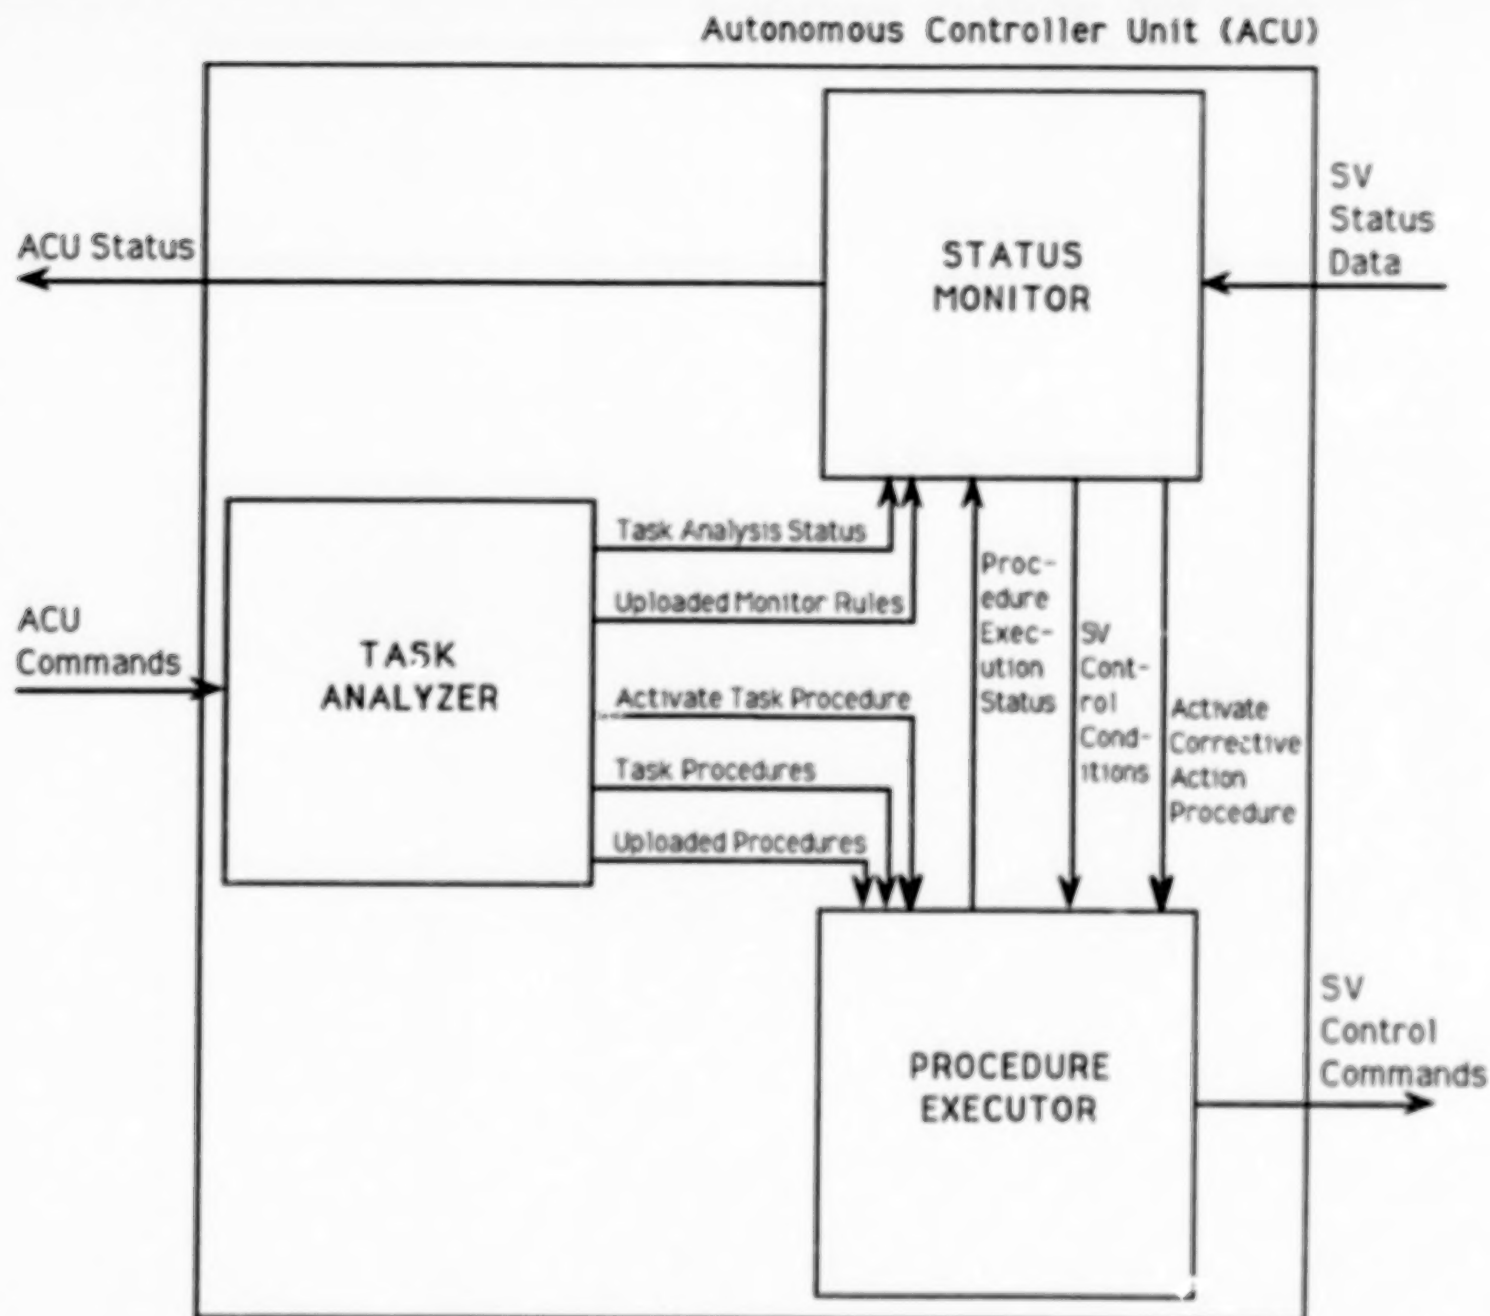 Autonomous Controller Unit (ACU)
SV
Status
Data
ACU Status
STATUS
MONITOR
Task Analysis Status
Uploaded Monitor Rules
ACU
Commands
TASK
ANALYZER
Activate Task Procedure
Task Procedures
Uploaded Procedures
Proc-
edure
Exec-
ution
Status
SV
Cont-
rol
Cond-
itions
Activate
Corrective
Action
Procedure
PROCEDURE
EXECUTOR
SV
Control
Commands